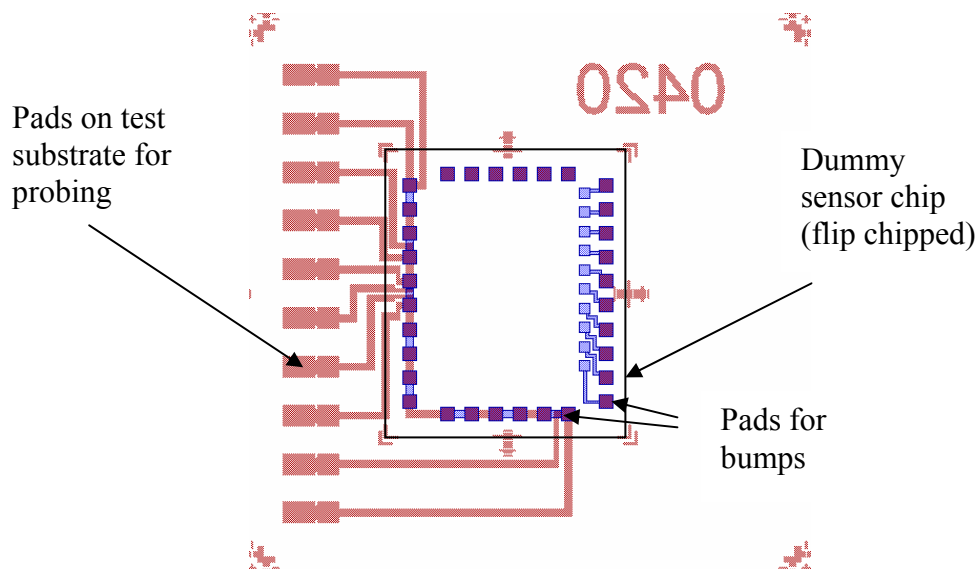 0420
Pads on test
substrate for
probing
Dummy
sensor chip
(flip chipped)
Pads for
bumps